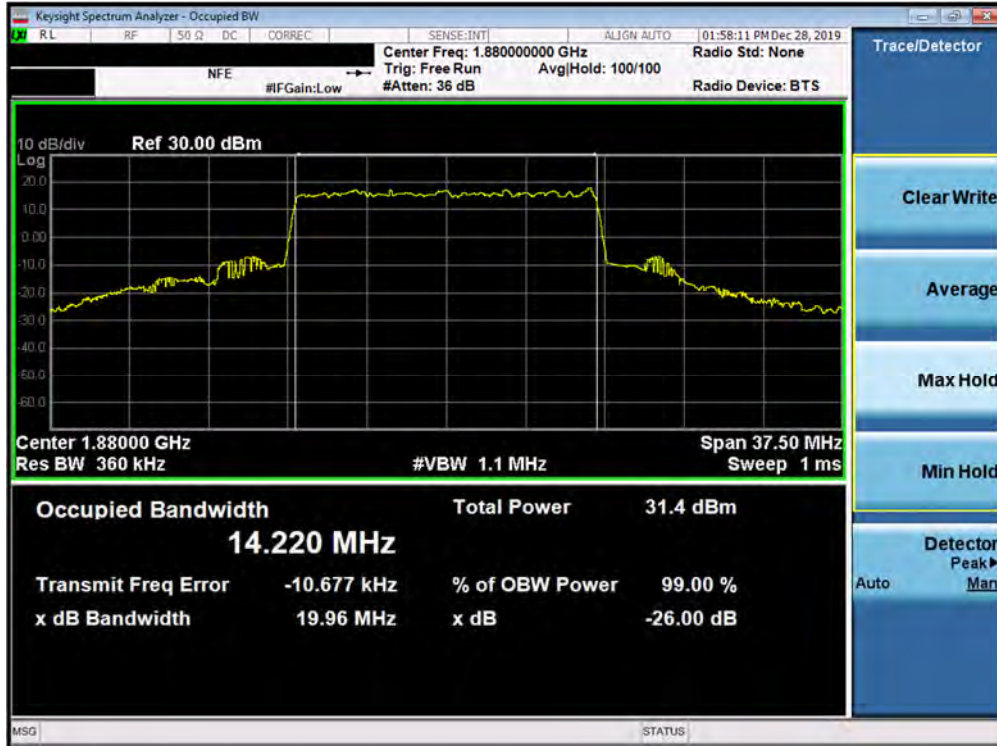 Keysight Spectrum Analyzer - Occupied BW
LXI RL RF 50 Ω DC CORREC SENSE:INT ALIGN AUTO 01:58:11 PM Dec 28, 2019
Center Freq: 1.880000000 GHz Radio Std: None
NFE Trig: Free Run Avg|Hold: 100/100
#IFGain:Low #Atten: 36 dB Radio Device: BTS
10 dB/div Ref 30.00 dBm
Log
20.0
10.0
0.00
-10.0
-20.0
-30.0
-40.0
-50.0
-60.0
Center 1.88000 GHz Span 37.50 MHz
Res BW 360 kHz #VBW 1.1 MHz Sweep 1 ms
Occupied Bandwidth Total Power 31.4 dBm
14.220 MHz
Transmit Freq Error -10.677 kHz % of OBW Power 99.00 %
x dB Bandwidth 19.96 MHz x dB -26.00 dB
MSG STATUS
Trace/Detector
Clear Write
Average
Max Hold
Min Hold
Detector
Peak▶
Auto Man